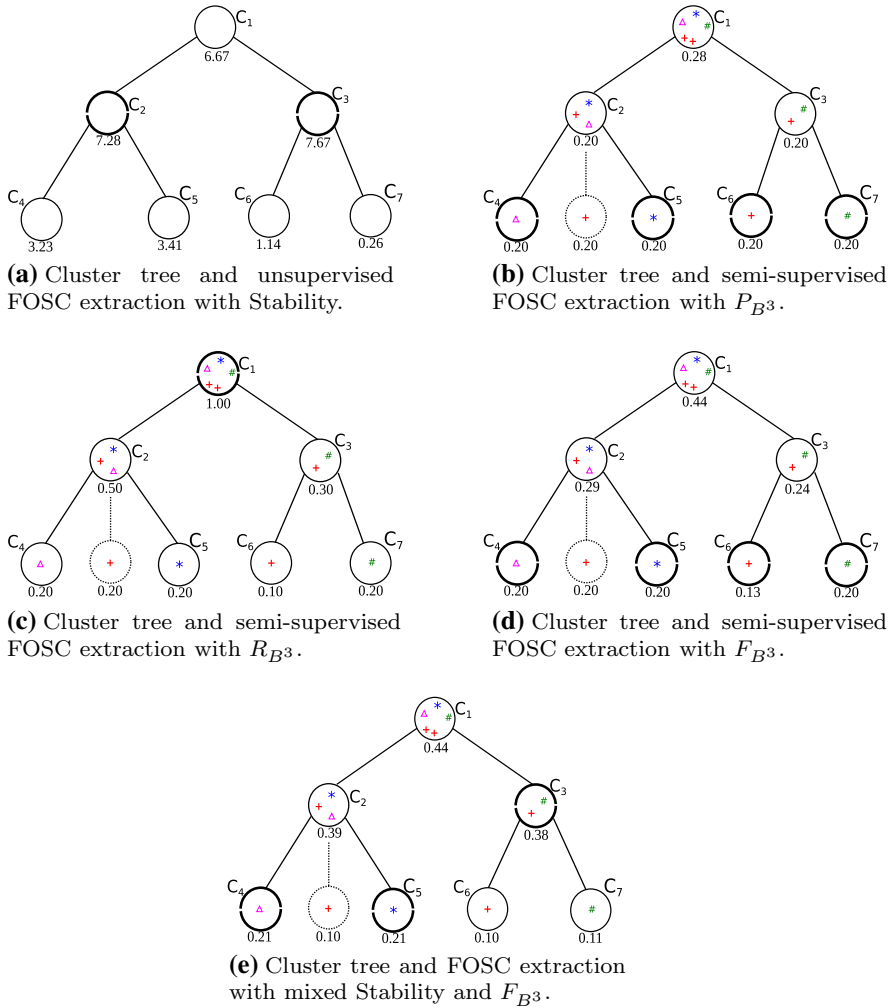 C1
6.67
C2
7.28
C3
7.67
C4
3.23
C5
3.41
C6
1.14
C7
0.26
(a) Cluster tree and unsupervised
FOSC extraction with Stability.
C1
* Δ # + +
0.28
C2
* + Δ
0.20
C3
# +
0.20
C4
Δ
0.20
+
0.20
C5
*
0.20
C6
+
0.20
C7
#
0.20
(b) Cluster tree and semi-supervised
FOSC extraction with P_B³.
C1
* Δ # + +
1.00
C2
* + Δ
0.50
C3
# +
0.30
C4
Δ
0.20
+
0.20
C5
*
0.20
C6
+
0.10
C7
#
0.20
(c) Cluster tree and semi-supervised
FOSC extraction with R_B³.
C1
* Δ # + +
0.44
C2
* + Δ
0.29
C3
# +
0.24
C4
Δ
0.20
+
0.20
C5
*
0.20
C6
+
0.13
C7
#
0.20
(d) Cluster tree and semi-supervised
FOSC extraction with F_B³.
C1
* Δ # + +
0.44
C2
* + Δ
0.39
C3
# +
0.38
C4
Δ
0.21
+
0.10
C5
*
0.21
C6
+
0.10
C7
#
0.11
(e) Cluster tree and FOSC extraction
with mixed Stability and F_B³.